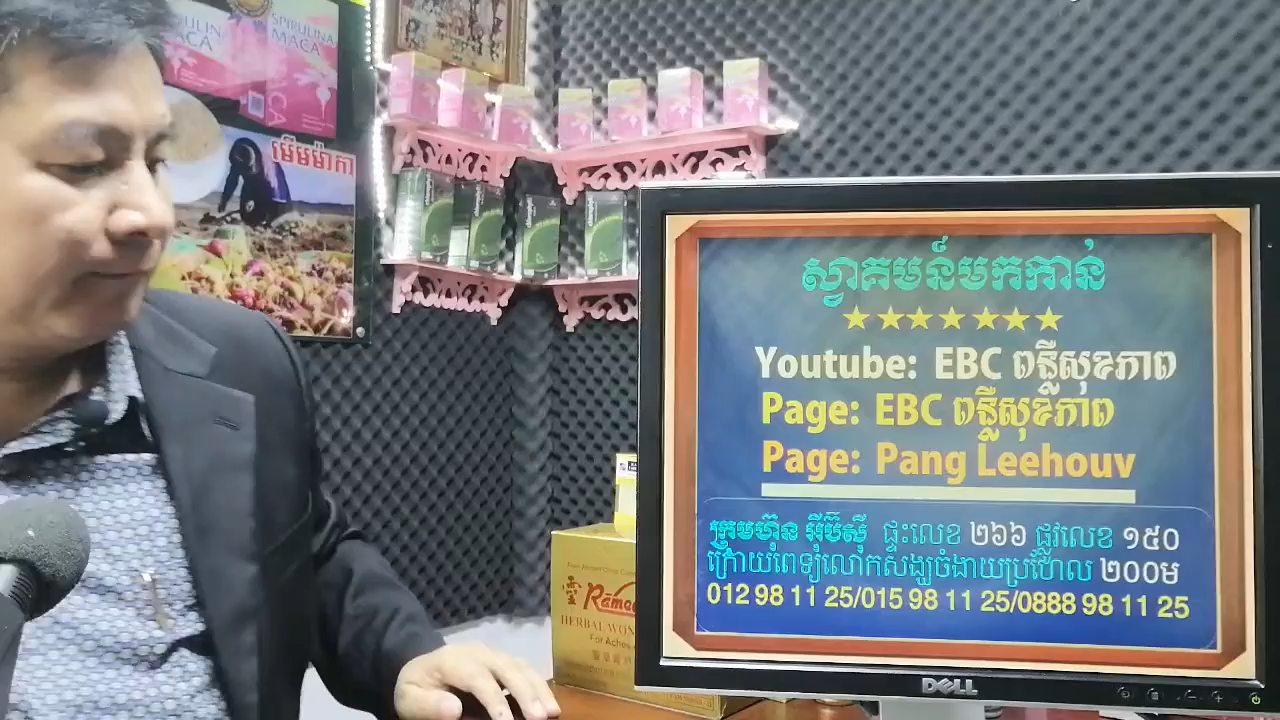 SPIRULINA
MACA
SPIRULINA
MACA
មើមម៉ាកា
ស្វាគមន៍មកកាន់
Youtube: EBC ពន្លឺសុខភាព
Page: EBC ពន្លឺសុខភាព
Page: Pang Leehouv
ក្រុមហ៊ុន អ៊ីប៊ីស៊ី ផ្ទះលេខ ២៦៦ ផ្លូវលេខ ១៥០
ក្រោយពេទ្យលោកសង្ឃចំងាយប្រហែល ២០០ម
012 98 11 25/015 98 11 25/0888 98 11 25
HERBAL
For Aches
DELL